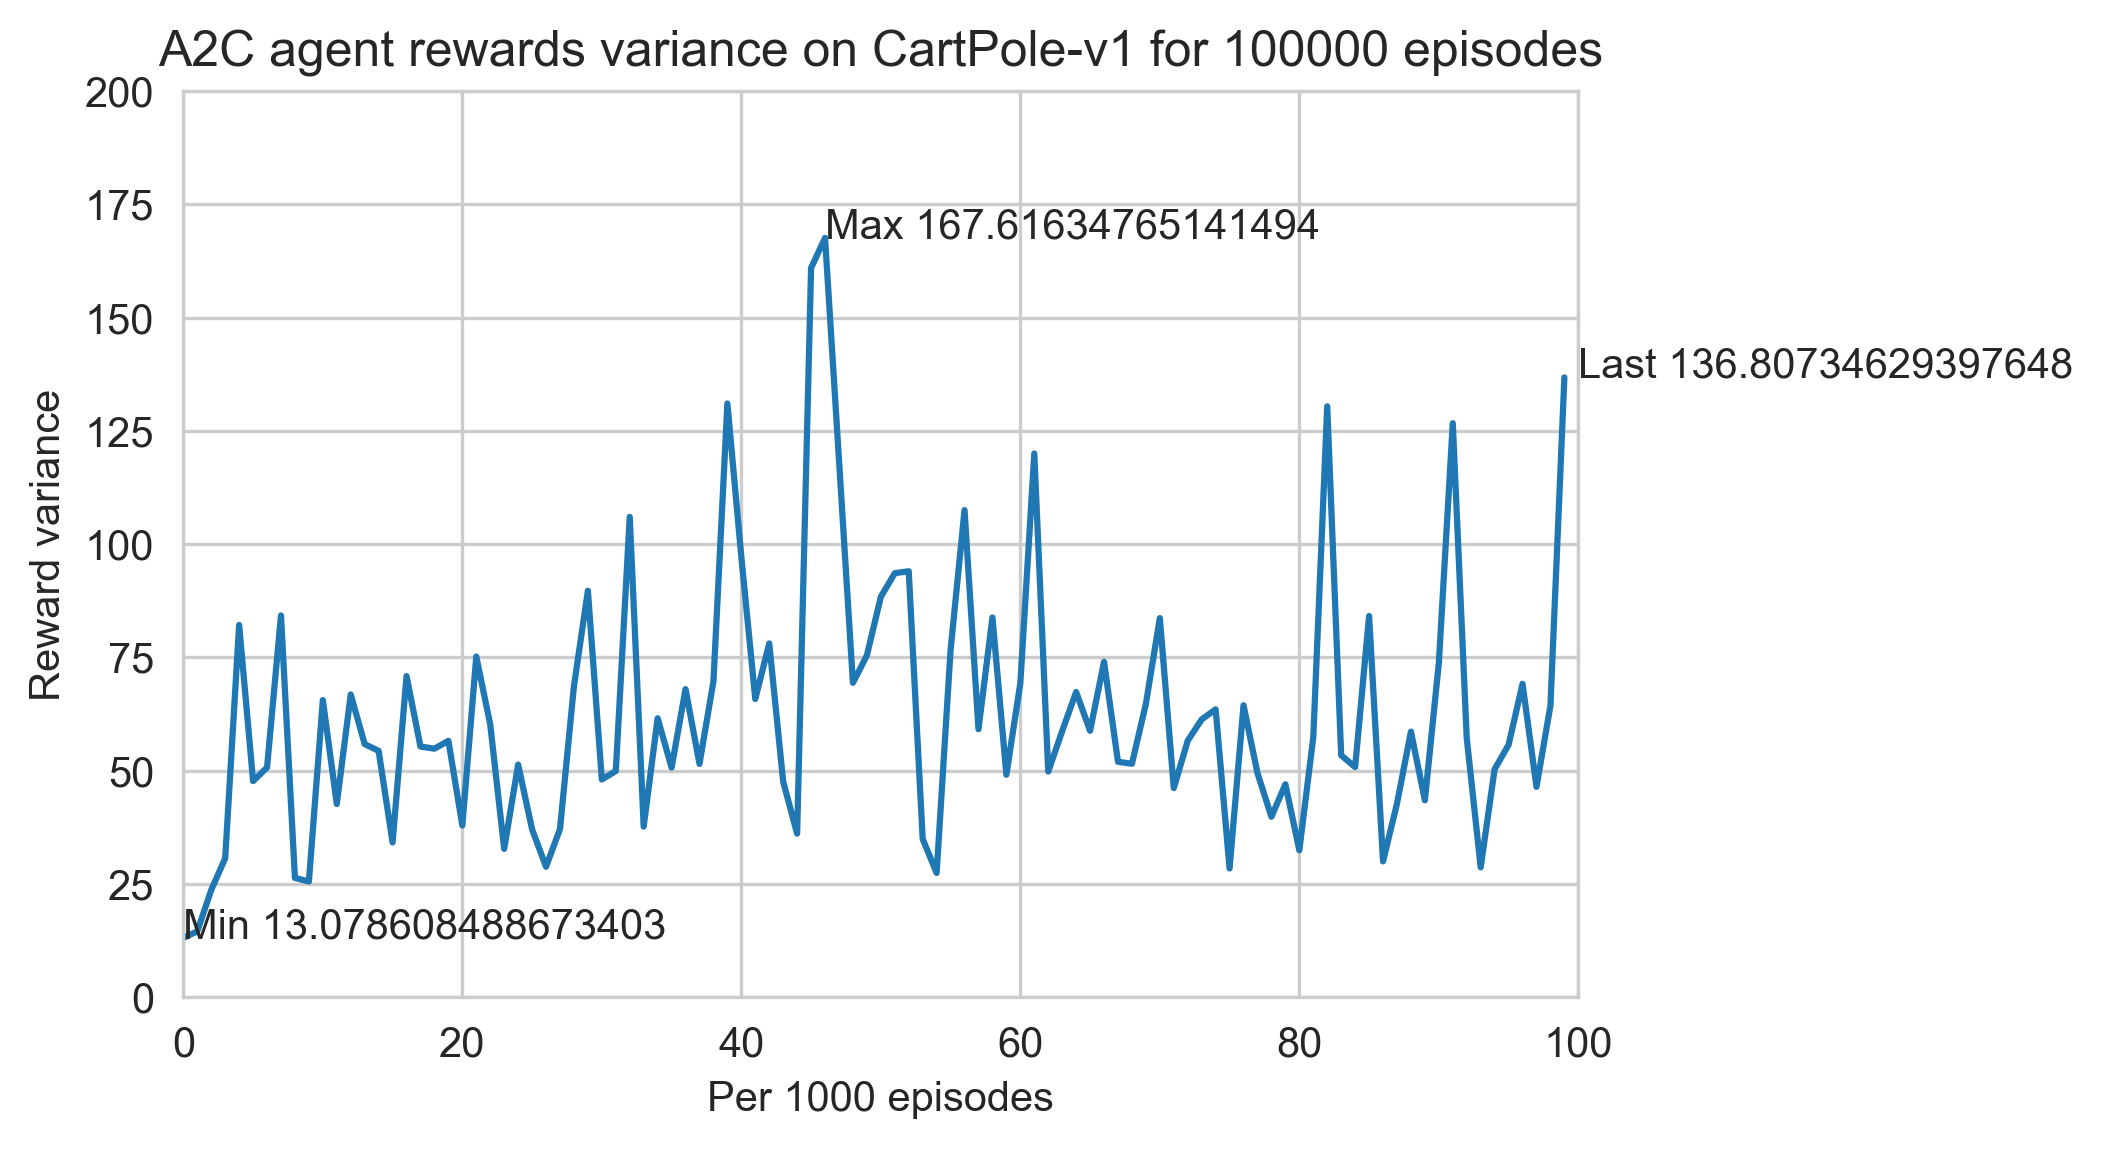 A2C agent rewards variance on CartPole-v1 for 100000 episodes
200
175
Max 167.61634765141494
150
Last 136.80734629397648
125
Reward variance
100
75
50
25
Min 13.078608488673403
0
0 20 40 60 80 100
Per 1000 episodes